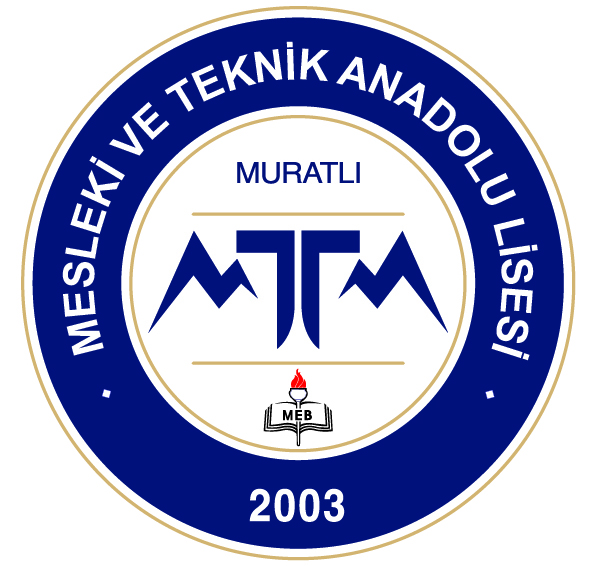 MESLEKİ VE TEKNİK ANADOLU LİSESİ
MURATLI
MTM
MEB
2003